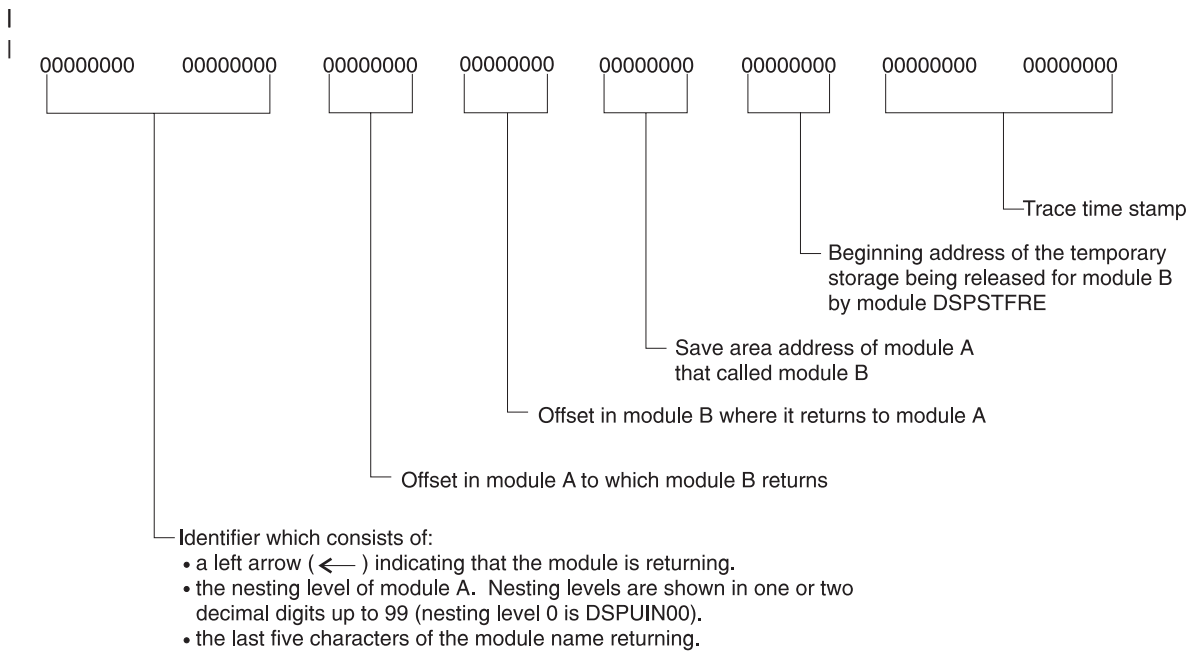 |
|
00000000 00000000 00000000 00000000 00000000 00000000 00000000 00000000
Trace time stamp
Beginning address of the temporary
storage being released for module B
by module DSPSTFRE
Save area address of module A
that called module B
Offset in module B where it returns to module A
Offset in module A to which module B returns
Identifier which consists of:
• a left arrow ( ← ) indicating that the module is returning.
• the nesting level of module A. Nesting levels are shown in one or two
decimal digits up to 99 (nesting level 0 is DSPUIN00).
• the last five characters of the module name returning.